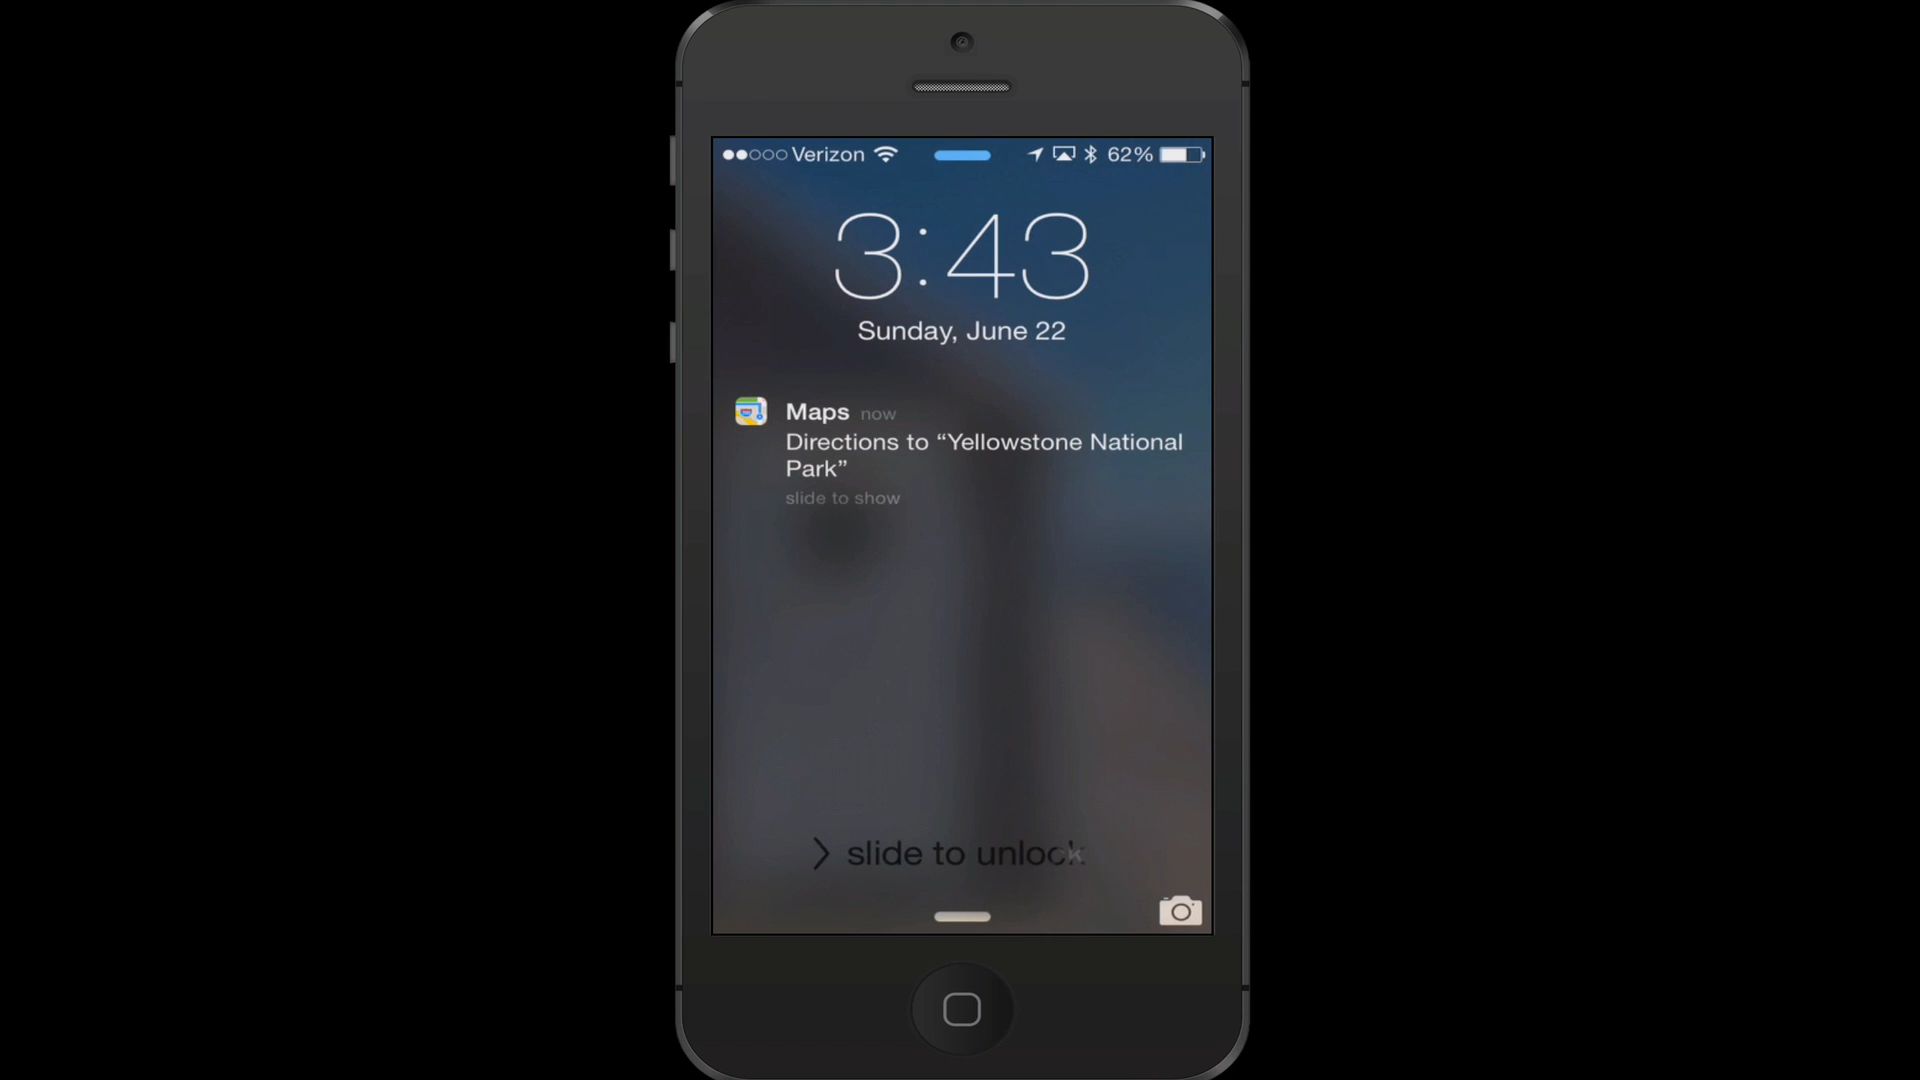 Verizon 62%
3:43
Sunday, June 22
Maps now
Directions to “Yellowstone National
Park”
slide to show
slide to unlock